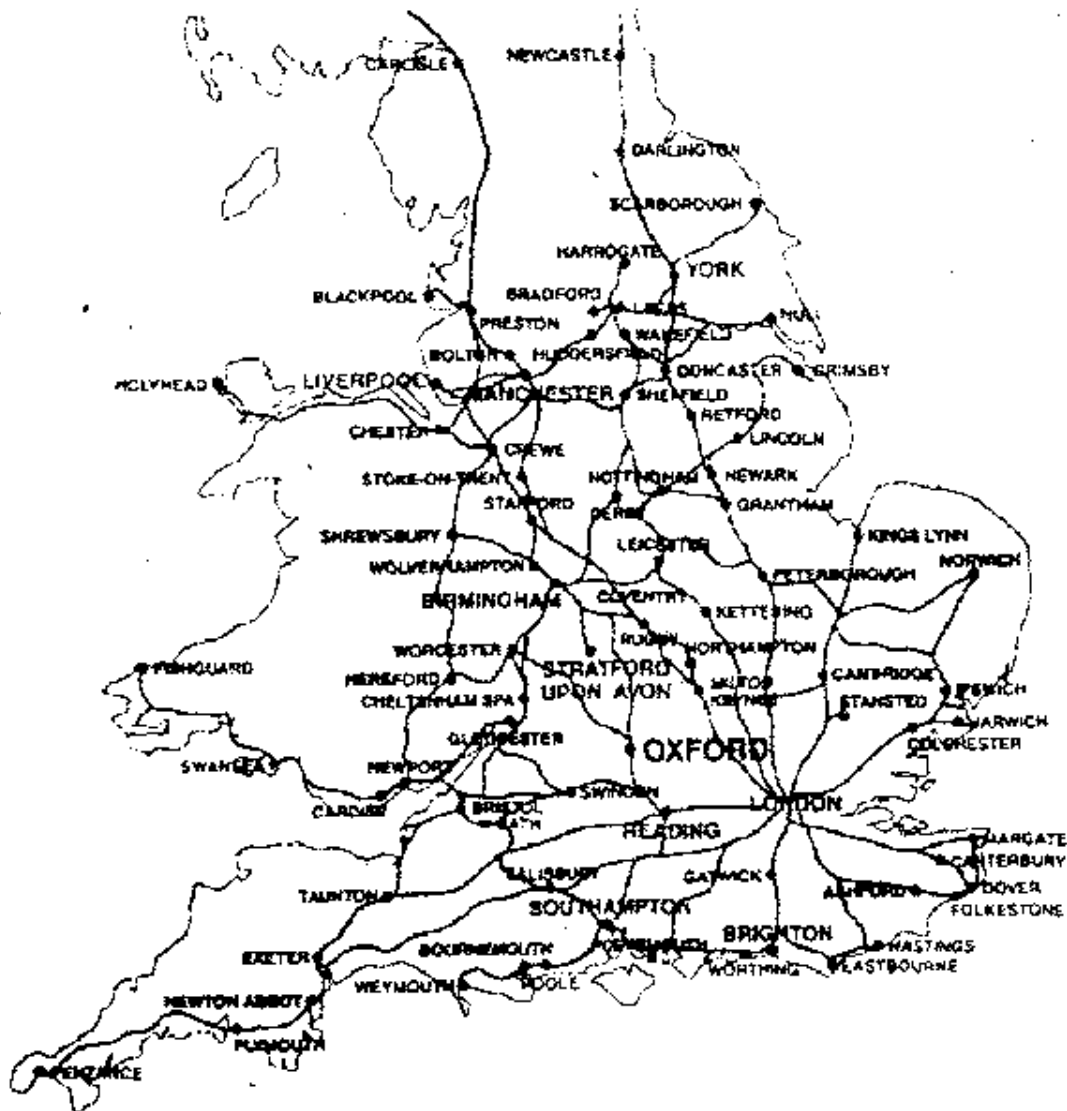 CARLISLE
NEWCASTLE
DARLINGTON
SCARBOROUGH
HARROGATE
YORK
BLACKPOOL
BRADFORD
LEEDS
HULL
PRESTON
WAKEFIELD
BOLTON
HUDDERSFIELD
HOLYHEAD
LIVERPOOL
MANCHESTER
DONCASTER
GRIMSBY
SHEFFIELD
RETFORD
CHESTER
LINCOLN
CREWE
STOKE-ON-TRENT
NOTTINGHAM
NEWARK
STAFFORD
DERBY
GRANTHAM
SHREWSBURY
LEICESTER
KINGS LYNN
WOLVERHAMPTON
PETERBOROUGH
NORWICH
BIRMINGHAM
COVENTRY
KETTERING
RUGBY
NORTHAMPTON
WORCESTER
FISHGUARD
STRATFORD
UPON AVON
HEREFORD
MILTON
KEYNES
CAMBRIDGE
CHELTENHAM SPA
STANSTED
IPSWICH
HARWICH
GLOUCESTER
OXFORD
COLCHESTER
SWANSEA
NEWPORT
SWINDON
CARDIFF
BRISTOL
LONDON
BATH
READING
MARGATE
CANTERBURY
SALISBURY
GATWICK
TAUNTON
ASHFORD
DOVER
FOLKESTONE
SOUTHAMPTON
EXETER
BOURNEMOUTH
PORTSMOUTH
BRIGHTON
HASTINGS
WORTHING
EASTBOURNE
WEYMOUTH
POOLE
NEWTON ABBOT
PLYMOUTH
PENZANCE